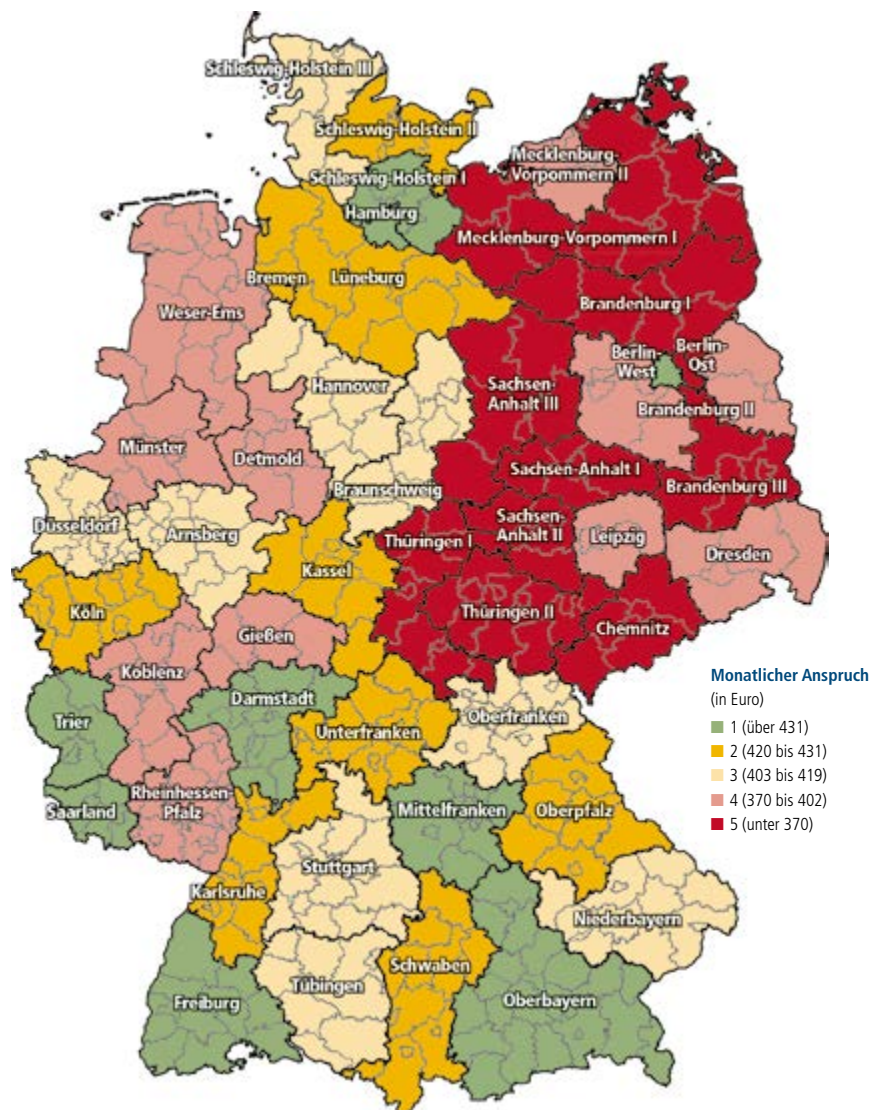 Schleswig-Holstein III
Schleswig-Holstein II
Mecklenburg-
Vorpommern II
Schleswig-Holstein I
Hamburg
Mecklenburg-Vorpommern I
Bremen
Lüneburg
Weser-Ems
Brandenburg I
Berlin-
West
Berlin-
Ost
Hannover
Sachsen-
Anhalt III
Brandenburg II
Münster
Detmold
Sachsen-Anhalt I
Braunschweig
Brandenburg III
Düsseldorf
Arnsberg
Thüringen I
Sachsen-
Anhalt II
Leipzig
Dresden
Kassel
Köln
Thüringen II
Chemnitz
Gießen
Koblenz
Darmstadt
Trier
Unterfranken
Oberfranken
Monatlicher Anspruch
(in Euro)
1 (über 431)
2 (420 bis 431)
3 (403 bis 419)
4 (370 bis 402)
5 (unter 370)
Saarland
Rheinhessen-
Pfalz
Mittelfranken
Oberpfalz
Stuttgart
Karlsruhe
Niederbayern
Schwaben
Tübingen
Freiburg
Oberbayern